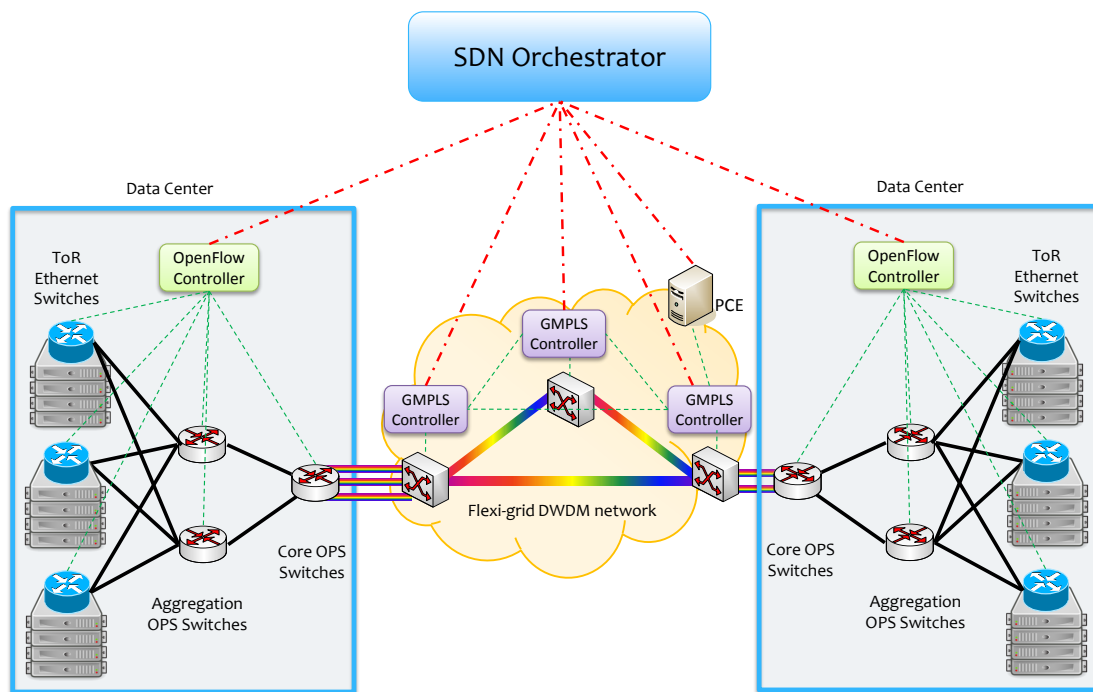 SDN Orchestrator
Data Center
Data Center
OpenFlow
Controller
ToR
Ethernet
Switches
OpenFlow
Controller
ToR
Ethernet
Switches
PCE
GMPLS
Controller
GMPLS
Controller
GMPLS
Controller
Flexi-grid DWDM network
Core OPS
Switches
Core OPS
Switches
Aggregation
OPS Switches
Aggregation
OPS Switches